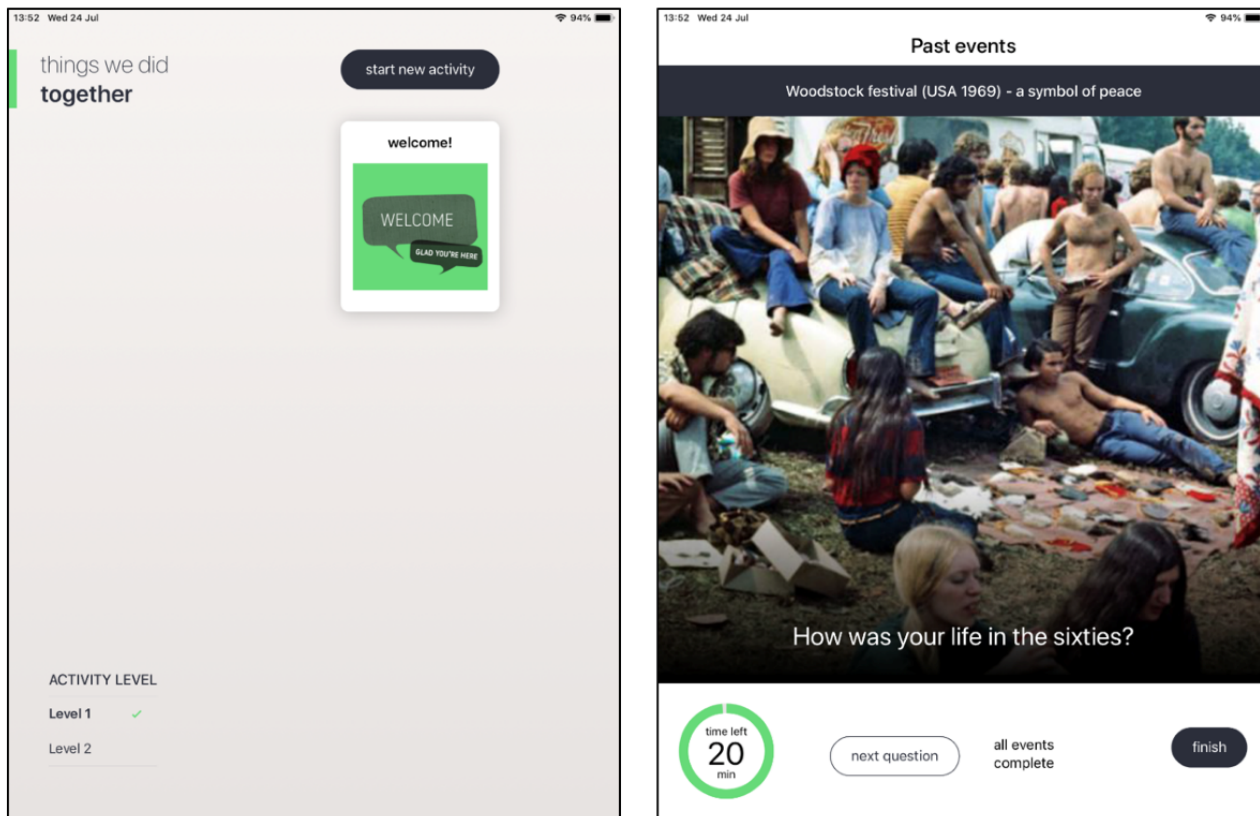 13:52 Wed 24 Jul
94%
things we did
together
start new activity
welcome!
WELCOME
GLAD YOU'RE HERE
ACTIVITY LEVEL
Level 1
Level 2
13:52 Wed 24 Jul
94%
Past events
Woodstock festival (USA 1969) - a symbol of peace
How was your life in the sixties?
time left
20
min
next question
all events
complete
finish